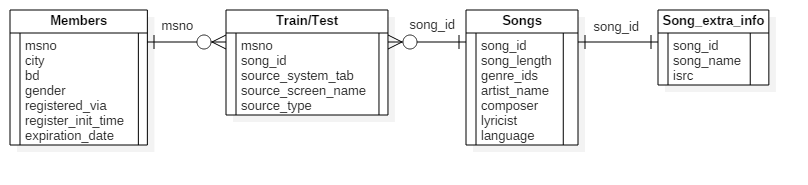 Members
msno
city
bd
gender
registered_via
register_init_time
expiration_date
msno
Train/Test
msno
song_id
source_system_tab
source_screen_name
source_type
song_id
Songs
song_id
song_length
genre_ids
artist_name
composer
lyricist
language
song_id
Song_extra_info
song_id
song_name
isrc